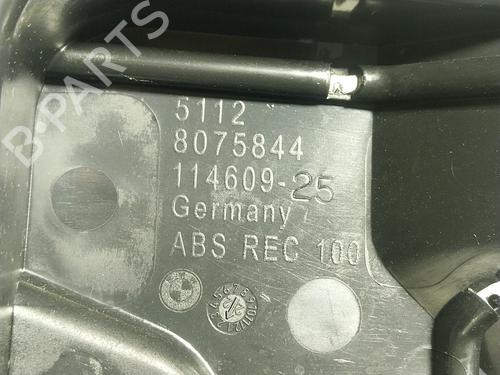 B-PARTS
5112
8075844
114609-25
Germany
ABS REC 100